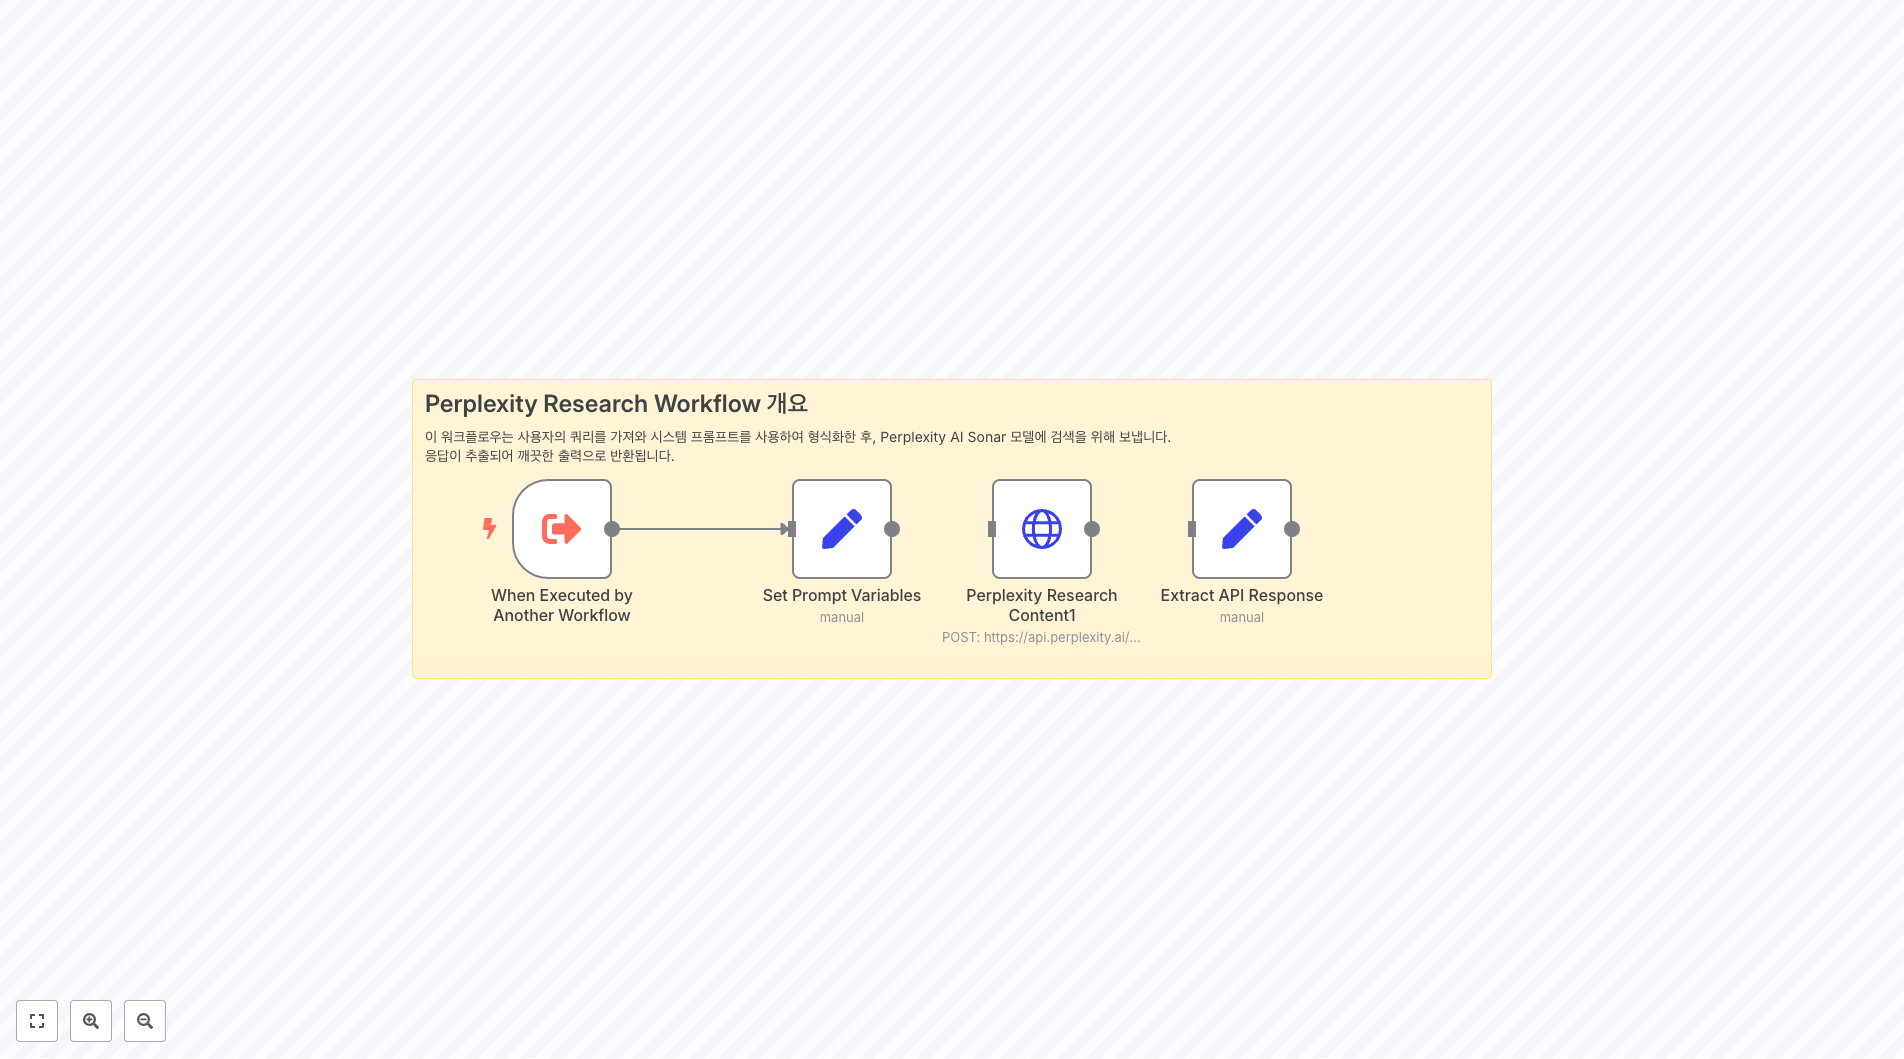 Perplexity Research Workflow 개요
이 워크플로우는 사용자의 쿼리를 가져와 시스템 프롬프트를 사용하여 형식화한 후, Perplexity AI Sonar 모델에 검색을 위해 보냅니다.
응답이 추출되어 깨끗한 출력으로 반환됩니다.
When Executed by
Another Workflow
Set Prompt Variables
manual
Perplexity Research
Content1
POST: https://api.perplexity.ai/...
Extract API Response
manual